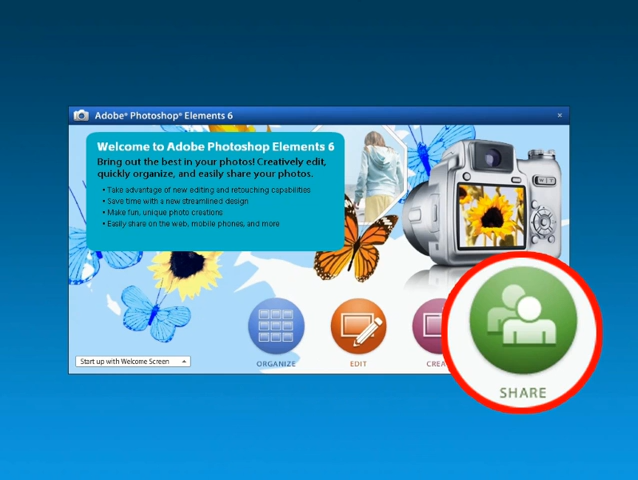 Adobe® Photoshop® Elements 6
Welcome to Adobe Photoshop Elements 6
Bring out the best in your photos! Creatively edit,
quickly organize, and easily share your photos.
• Take advantage of new editing and retouching capabilities
• Save time with a new streamlined design
• Make fun, unique photo creations
• Easily share on the web, mobile phones, and more
W T
Start up with Welcome Screen
ORGANIZE
EDIT
CREA
SHARE